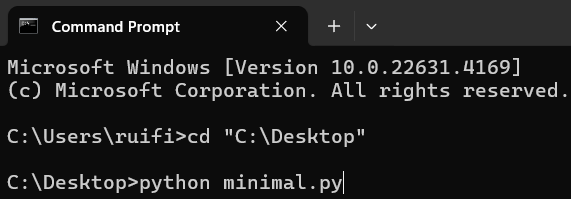 Command Prompt
Microsoft Windows [Version 10.0.22631.4169]
(c) Microsoft Corporation. All rights reserved.
C:\Users\ruifi>cd "C:\Desktop"
C:\Desktop>python minimal.py